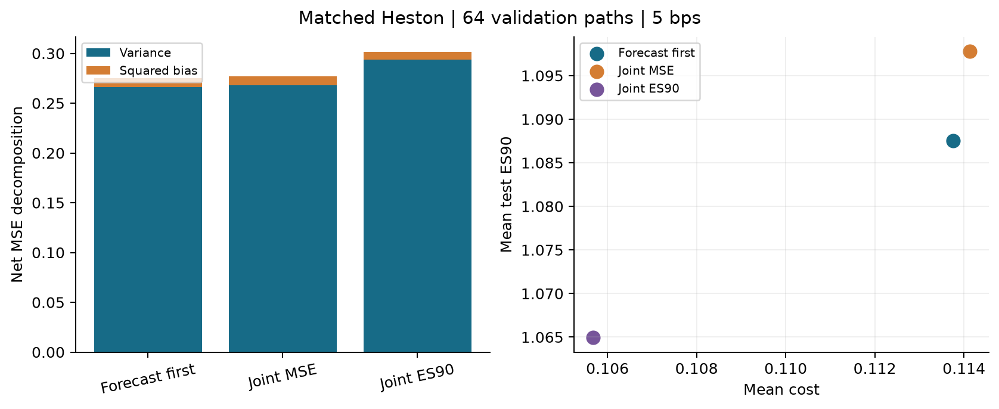 Matched Heston | 64 validation paths | 5 bps
Net MSE decomposition
0.30
0.25
0.20
0.15
0.10
0.05
0.00
Variance
Squared bias
Forecast first
Joint MSE
Joint ES90
Mean test ES90
1.095
1.090
1.085
1.080
1.075
1.070
1.065
Forecast first
Joint MSE
Joint ES90
0.106
0.108
0.110
0.112
0.114
Mean cost